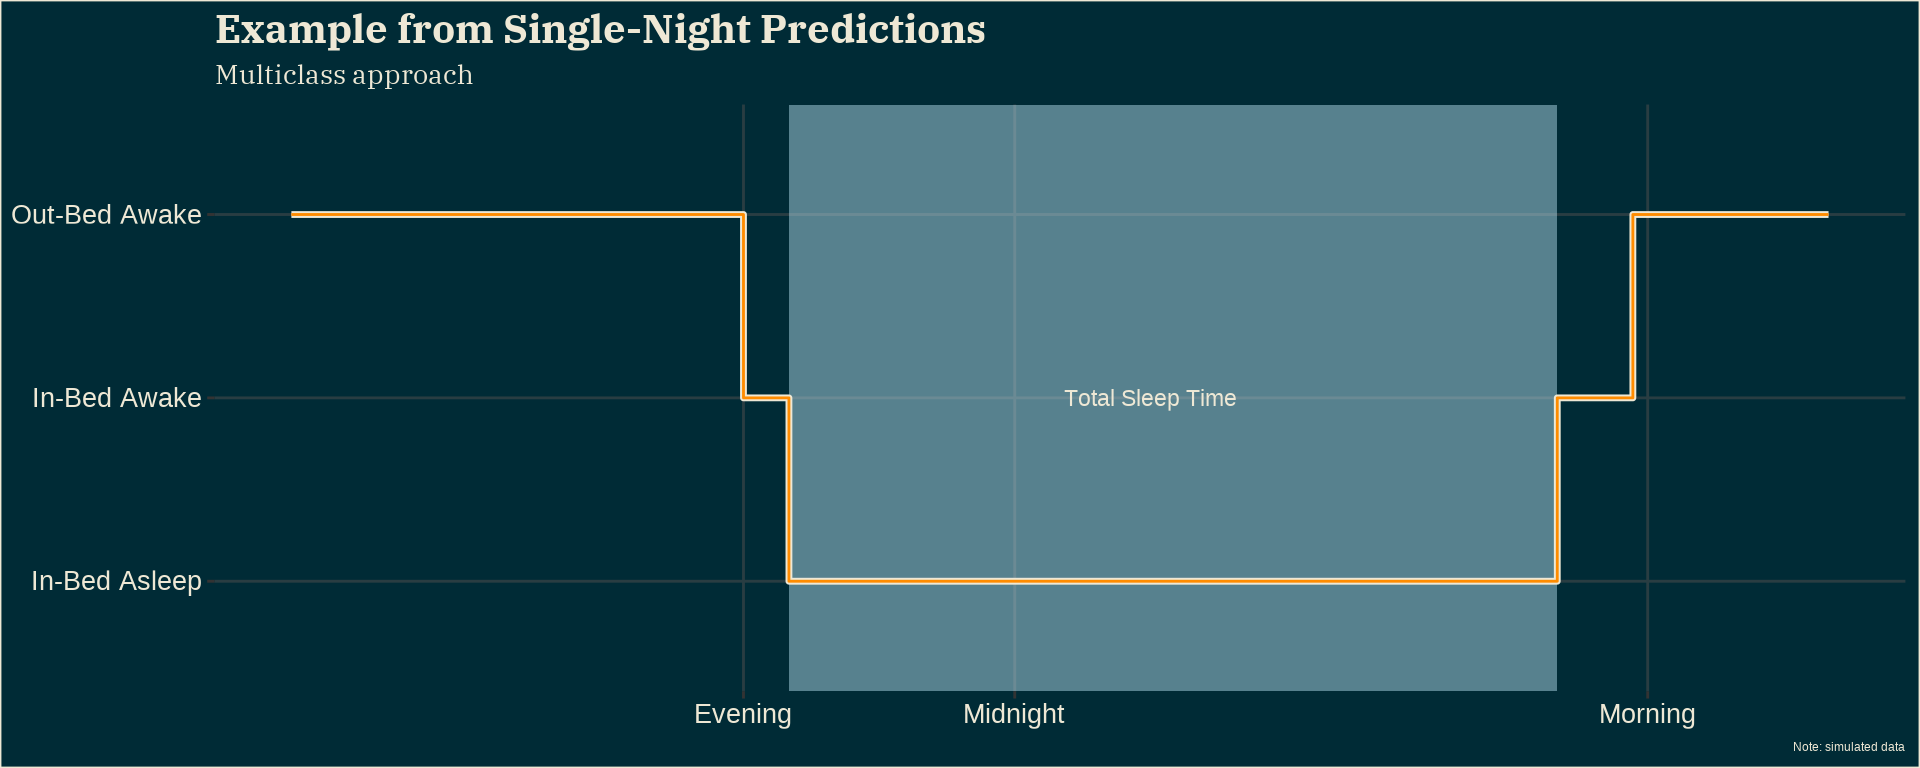 Example from Single-Night Predictions
Multiclass approach
Out-Bed Awake
In-Bed Awake
Total Sleep Time
In-Bed Asleep
Evening
Midnight
Morning
Note: simulated data